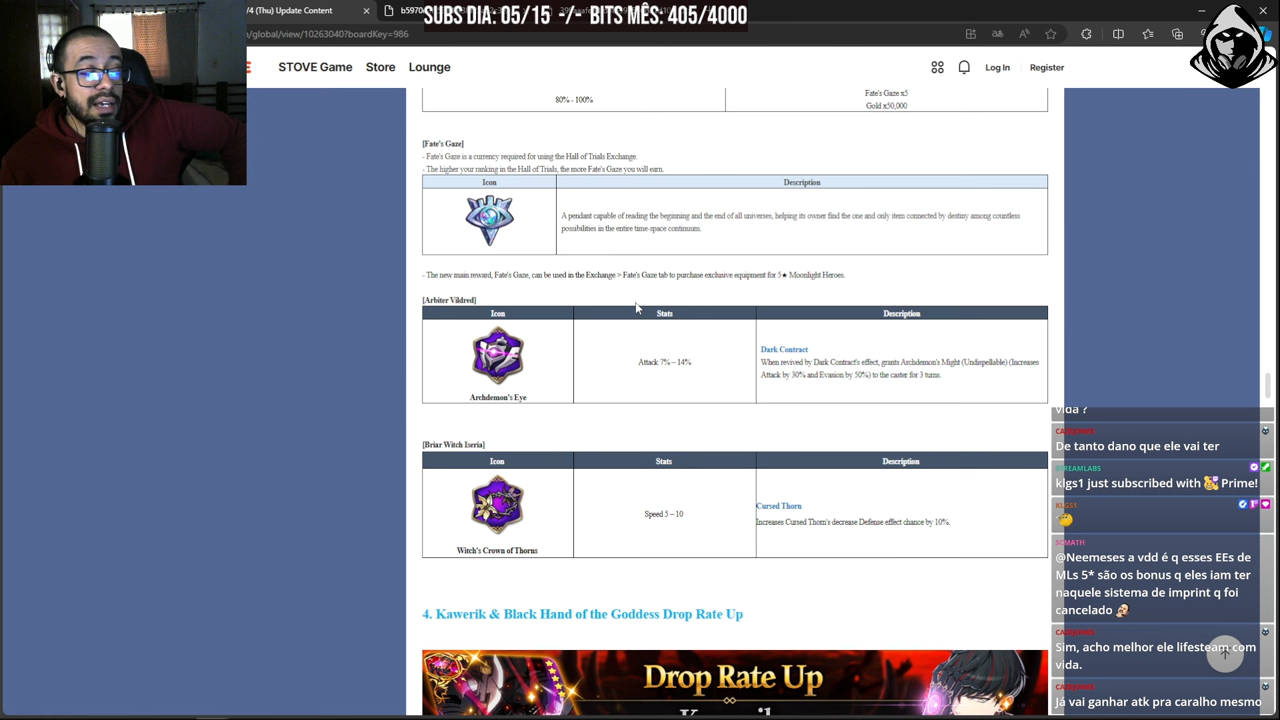 /4 (Thu) Update Content
SUBS DIA: 05/15 -/- BITS MES: 405/4000
/global/view/10263040?boardKey=986
STOVE Game Store Lounge
Log In Register
80% - 100%
Fate's Gaze x5
Gold x50,000
[Fate's Gaze]
- Fate's Gaze is a currency required for using the Hall of Trials Exchange.
- The higher your ranking in the Hall of Trials, the more Fate's Gaze you will earn.
Icon Description
A pendant capable of reading the beginning and the end of all universes, helping its owner find the one and only item connected by destiny among countless
possibilities in the entire time-space continuum.
- The new main reward, Fate's Gaze, can be used in the Exchange > Fate's Gaze tab to purchase exclusive equipment for 5★ Moonlight Heroes.
[Arbiter Vildred]
Icon Stats Description
Archdemon's Eye
Attack 7% – 14%
Dark Contract
When revived by Dark Contract's effect, grants Archdemon's Might (Undispellable) (Increases
Attack by 30% and Evasion by 50%) to the caster for 3 turns.
[Briar Witch Iseria]
Icon Stats Description
Witch's Crown of Thorns
Speed 5 – 10
Cursed Thorn
Increases Cursed Thorn's decrease Defense effect chance by 10%.
4. Kawerik & Black Hand of the Goddess Drop Rate Up
Drop Rate Up
vida ?
De tanto dano que ele vai ter
STREAMLABS
klgs1 just subscribed with Prime!
KLGS1
SCMATH
@Neemeses a vdd é q esses EEs de
MLs 5* são os bonus q eles iam ter
naquele sistema de imprint q foi
cancelado
Sim, acho melhor ele lifesteam com
vida.
Já vai ganhar atk pra caralho mesmo